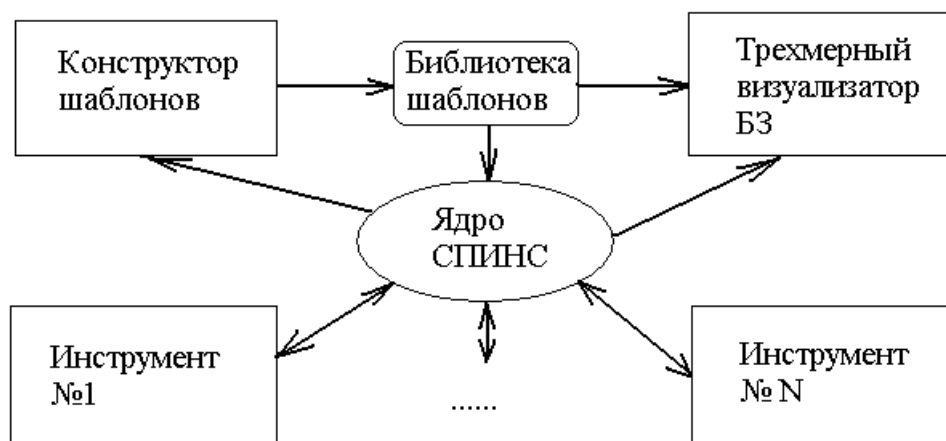 Конструктор
шаблонов
Библиотека
шаблонов
Трехмерный
визуализатор
БЗ
Ядро
СПИНС
Инструмент
№1
......
Инструмент
№ N